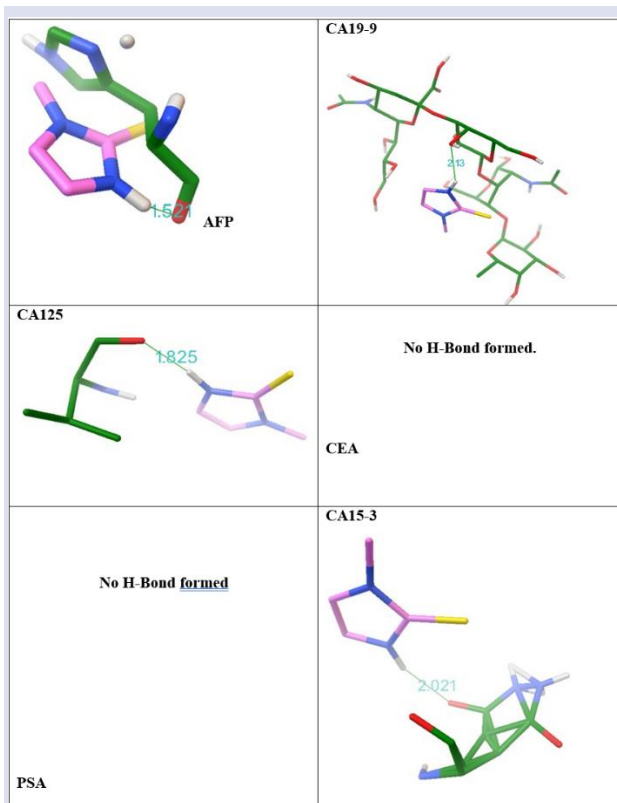 CA19-9
1.521
AFP
2.13
CA125
1.825
No H-Bond formed.
CEA
No H-Bond formed
PSA
CA15-3
2.021